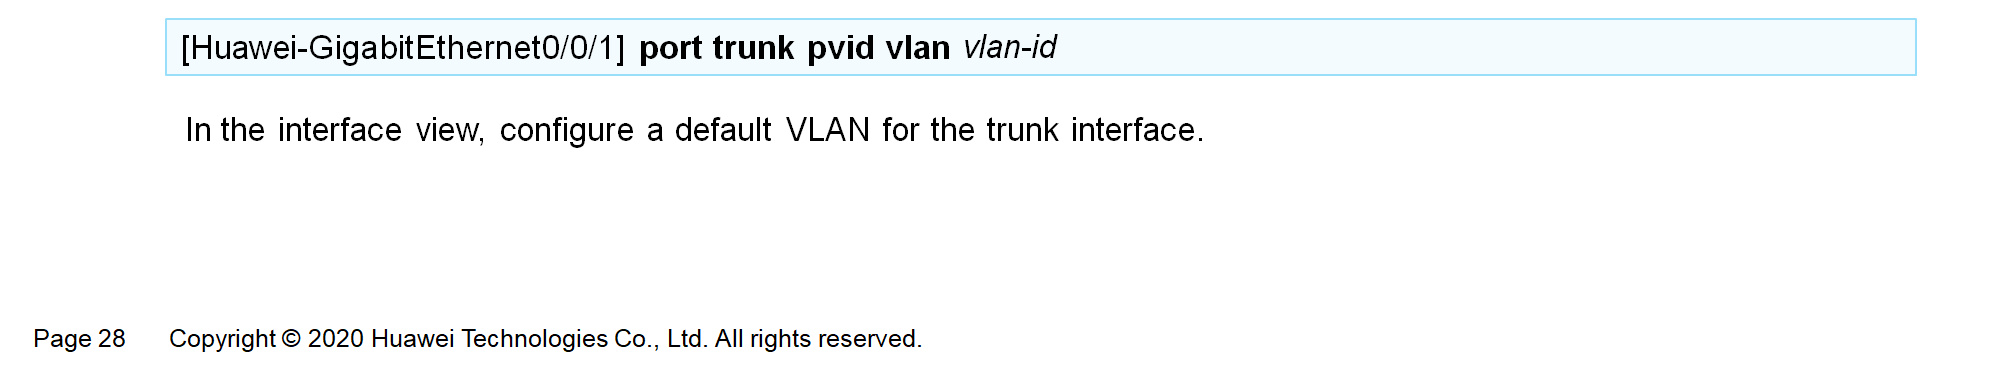 [Huawei-GigabitEthernet0/0/1] port trunk pvid vlan vlan-id
In the interface view, configure a default VLAN for the trunk interface.
Page 28 Copyright © 2020 Huawei Technologies Co., Ltd. All rights reserved.